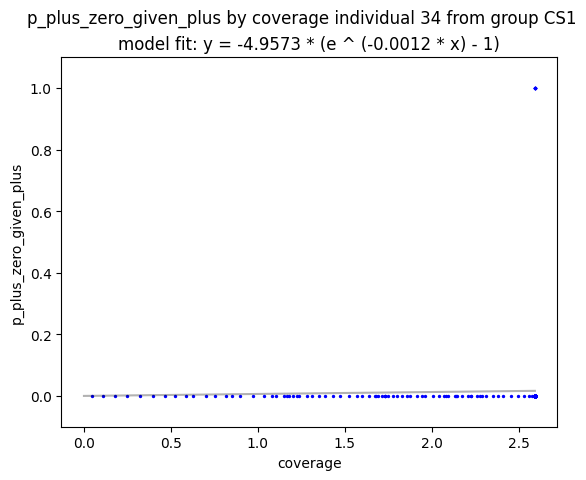 p_plus_zero_given_plus by coverage individual 34 from group CS1
model fit: y = -4.9573 * (e ^ (-0.0012 * x) - 1)
p_plus_zero_given_plus
1.0
0.8
0.6
0.4
0.2
0.0
0.0 0.5 1.0 1.5 2.0 2.5
coverage